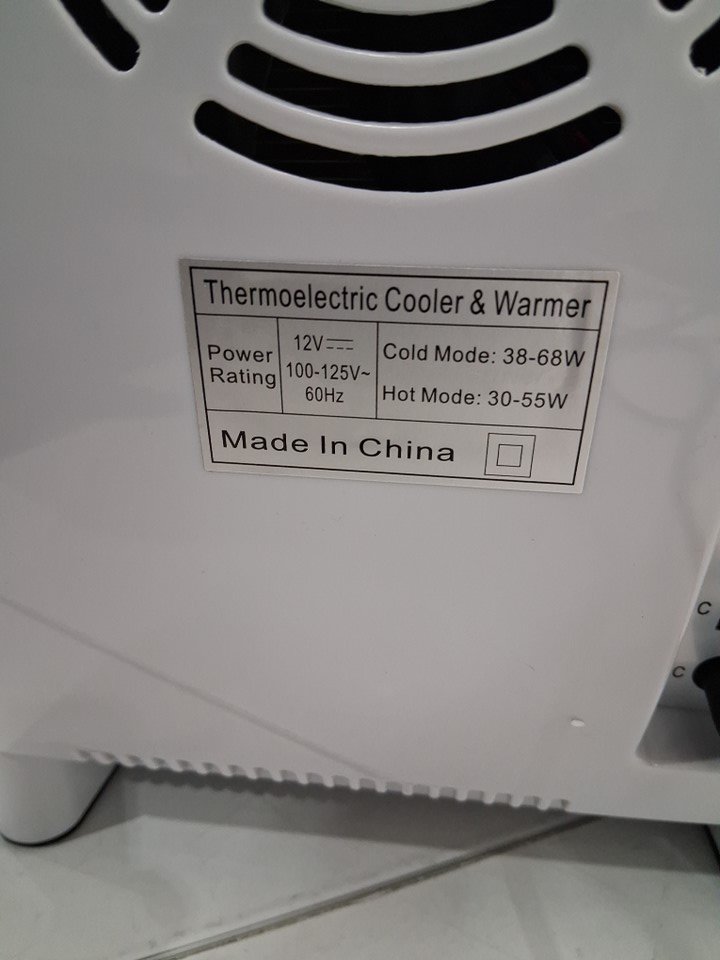 Thermoelectric Cooler & Warmer
Power
Rating
12V⎓
100-125V~
60Hz
Cold Mode: 38-68W
Hot Mode: 30-55W
Made In China
C
C